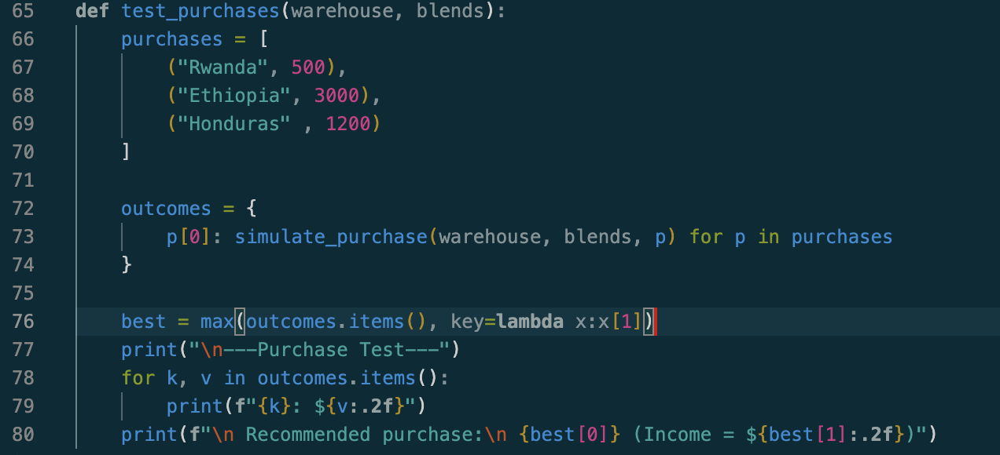 65 def test_purchases(warehouse, blends):
66     purchases = [
67         ("Rwanda", 500),
68         ("Ethiopia", 3000),
69         ("Honduras" , 1200)
70     ]
71
72     outcomes = {
73         p[0]: simulate_purchase(warehouse, blends, p) for p in purchases
74     }
75
76     best = max(outcomes.items(), key=lambda x:x[1])
77     print("\n---Purchase Test---")
78     for k, v in outcomes.items():
79         print(f"{k}: ${v:.2f}")
80     print(f"\n Recommended purchase:\n {best[0]} (Income = ${best[1]:.2f})")